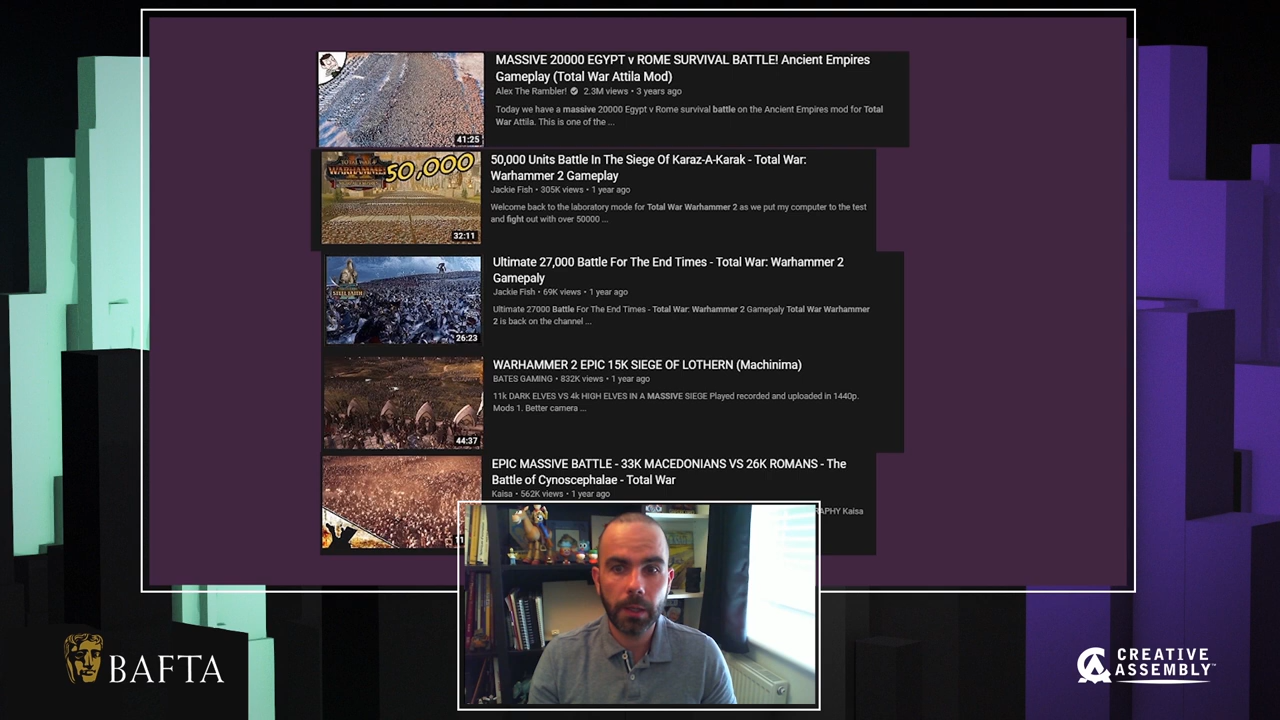 MASSIVE 20000 EGYPT v ROME SURVIVAL BATTLE! Ancient Empires
Gameplay (Total War Attila Mod)
Alex The Rambler! 2.3M views • 3 years ago
Today we have a massive 20000 Egypt v Rome survival battle on the Ancient Empires mod for Total
War Attila. This is one of the ...
41:25
TOTAL WAR
WARHAMMER
50,000
50,000 Units Battle In The Siege Of Karaz-A-Karak - Total War:
Warhammer 2 Gameplay
Jackie Fish • 305K views • 1 year ago
Welcome back to the laboratory mode for Total War Warhammer 2 as we put my computer to the test
and fight out with over 50000 ...
32:11
Ultimate 27,000 Battle For The End Times - Total War: Warhammer 2
Gamepaly
Jackie Fish • 69K views • 1 year ago
Ultimate 27000 Battle For The End Times - Total War: Warhammer 2 Gamepaly Total War Warhammer
2 is back on the channel ...
STEEL FAITH
26:23
WARHAMMER 2 EPIC 15K SIEGE OF LOTHERN (Machinima)
BATES GAMING • 832K views • 1 year ago
11k DARK ELVES VS 4k HIGH ELVES IN A MASSIVE SIEGE Played recorded and uploaded in 1440p.
Mods 1. Better camera ...
44:37
EPIC MASSIVE BATTLE - 33K MACEDONIANS VS 26K ROMANS - The
Battle of Cynoscephalae - Total War
Kaisa • 562K views • 1 year ago
Kaisa
BAFTA
CREATIVE
ASSEMBLY™